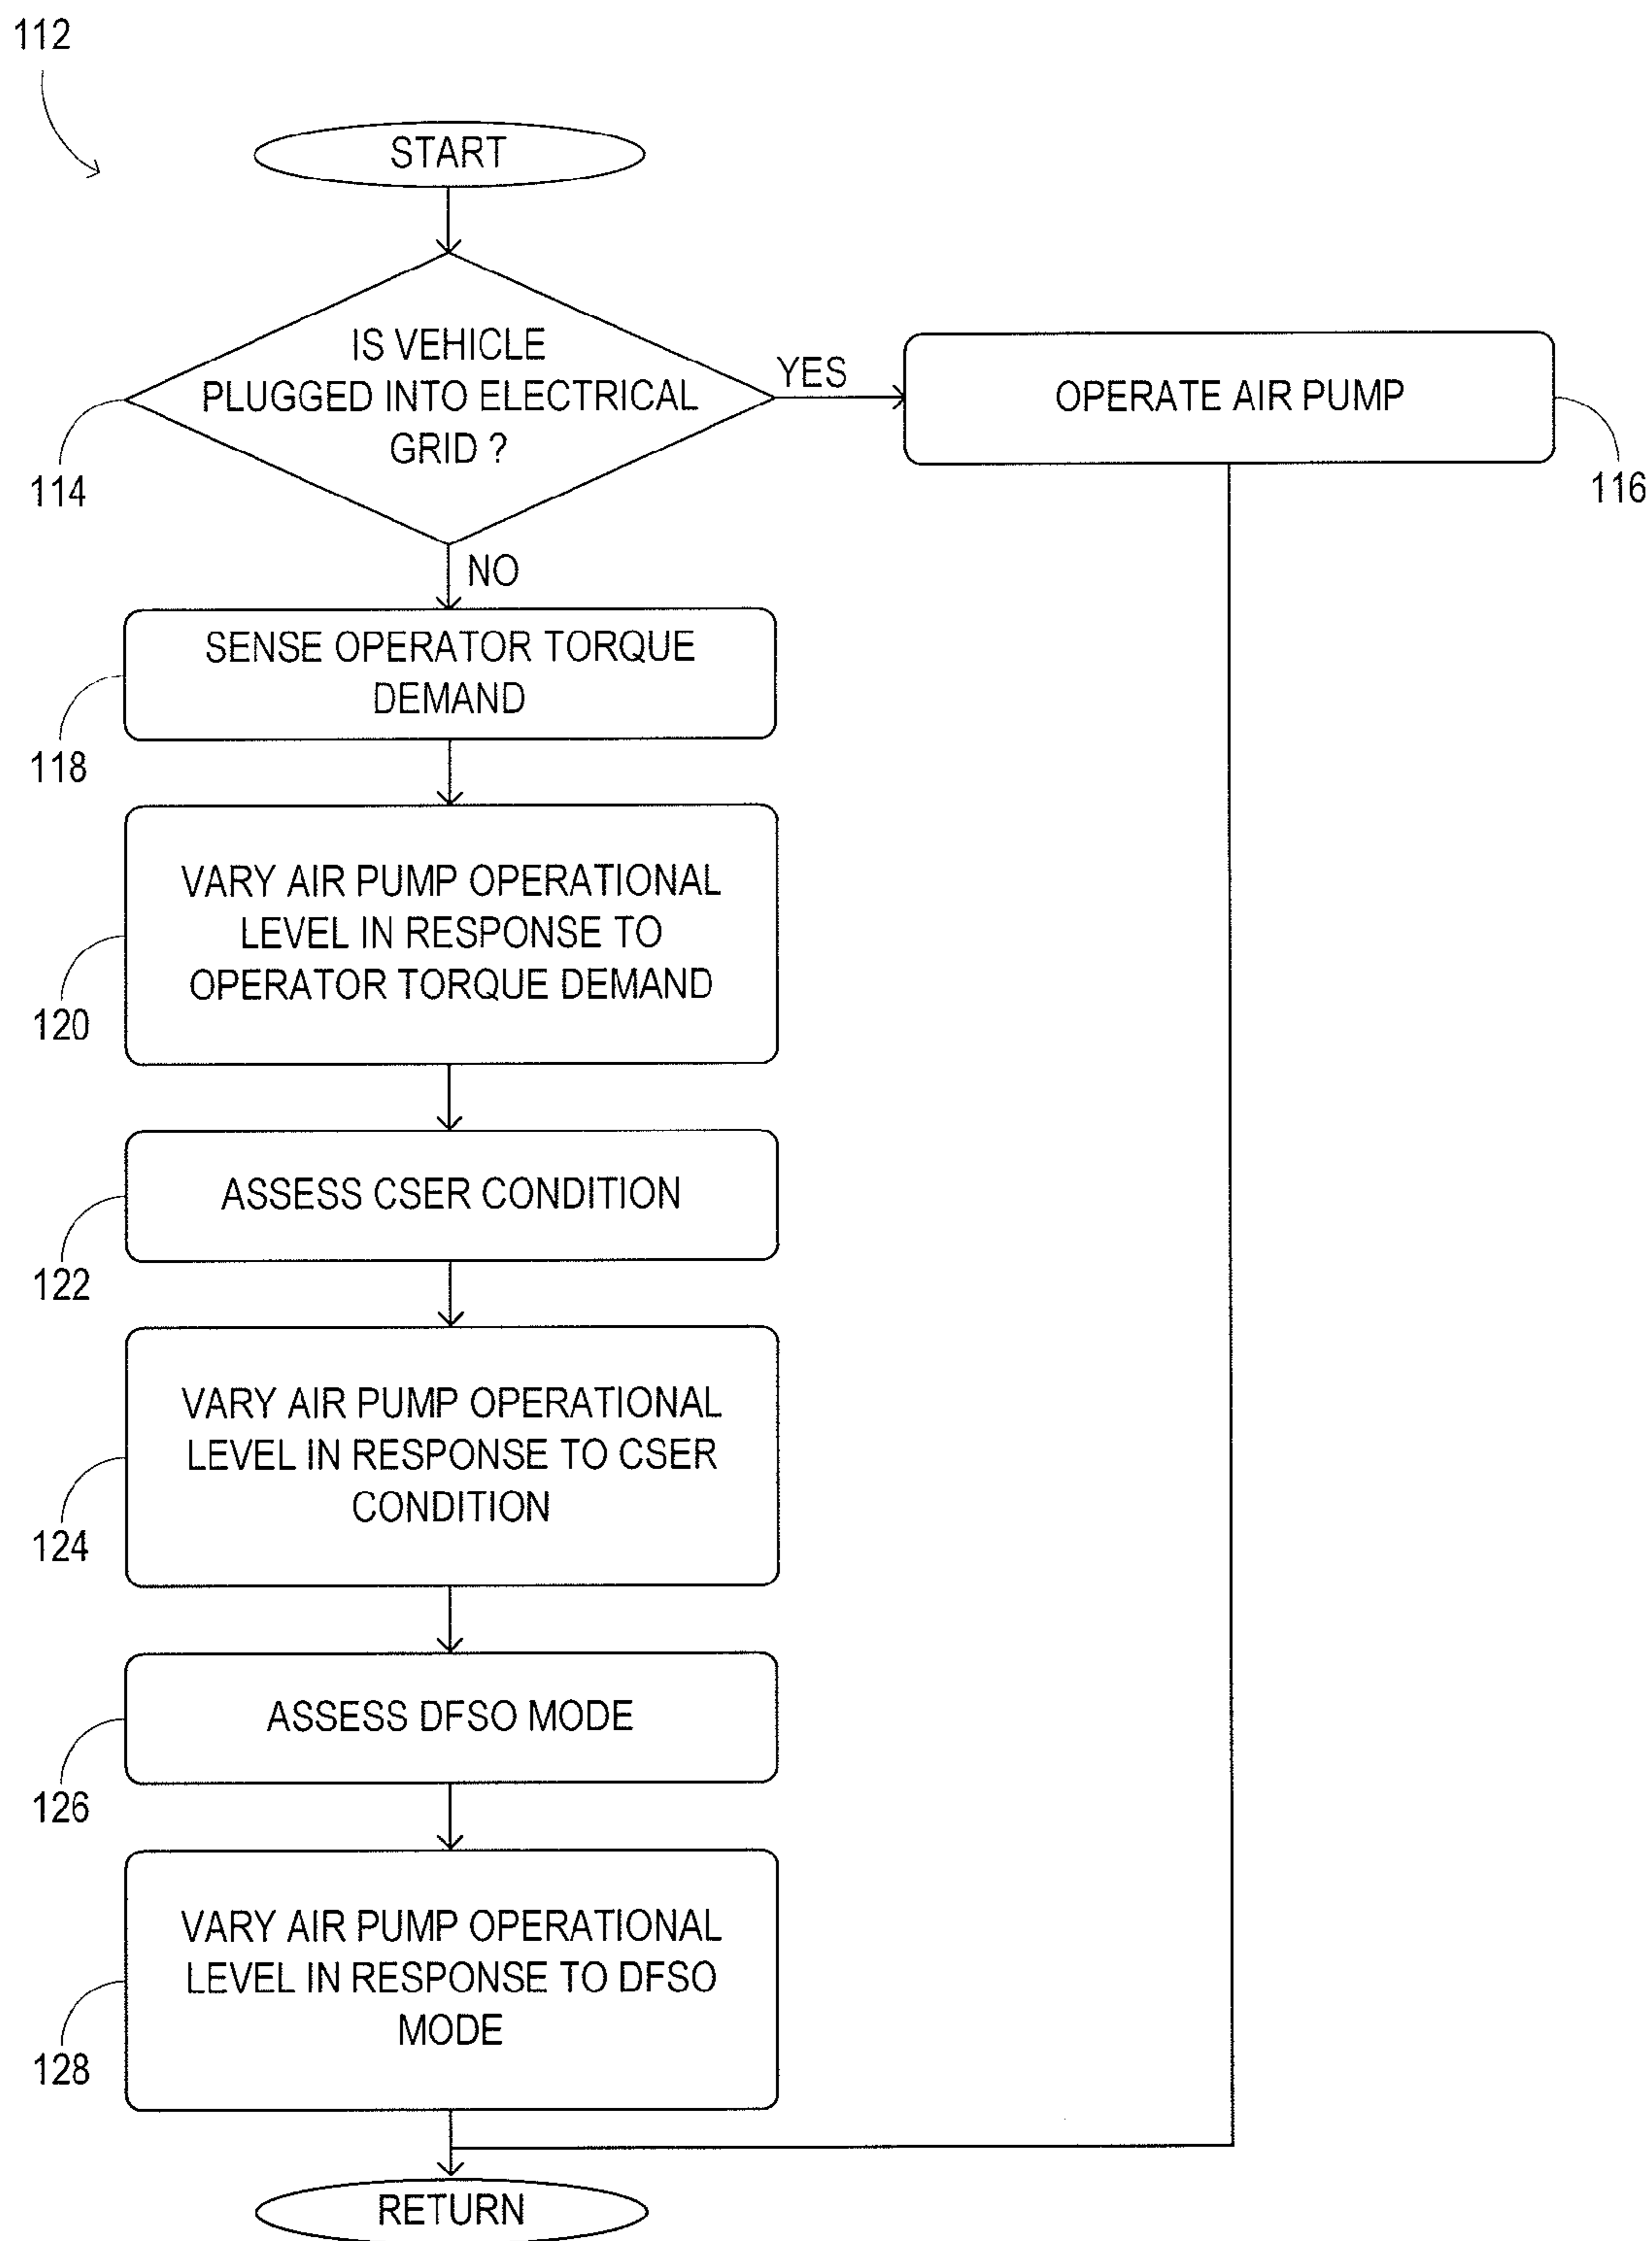 112
START
IS VEHICLE
PLUGGED INTO ELECTRICAL
GRID ?
114
YES
OPERATE AIR PUMP
116
NO
SENSE OPERATOR TORQUE
DEMAND
118
VARY AIR PUMP OPERATIONAL
LEVEL IN RESPONSE TO
OPERATOR TORQUE DEMAND
120
ASSESS CSER CONDITION
122
VARY AIR PUMP OPERATIONAL
LEVEL IN RESPONSE TO CSER
CONDITION
124
ASSESS DFSO MODE
126
VARY AIR PUMP OPERATIONAL
LEVEL IN RESPONSE TO DFSO
MODE
128
RETURN